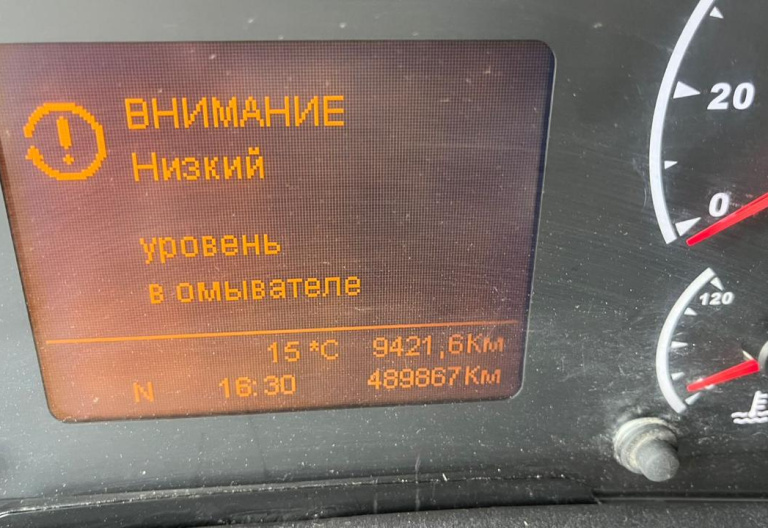 ВНИМАНИЕ
Низкий
уровень
в омывателе
15 °C 9421,6Км
N 16:30 489867Км
20
0
120